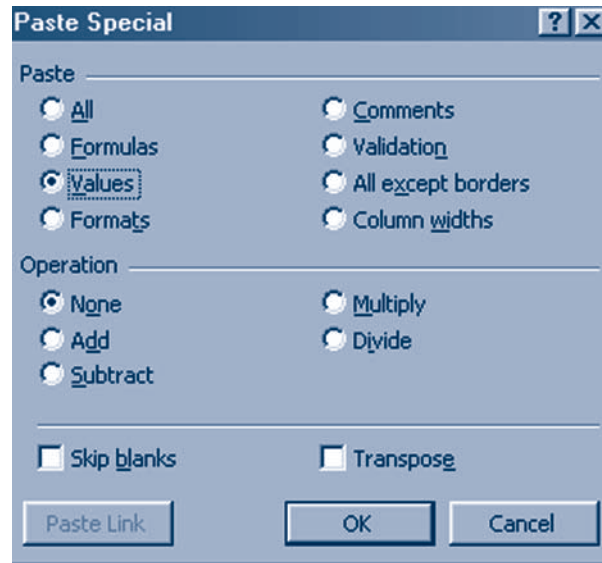 Paste Special
Paste
All
Comments
Formulas
Validation
Values
All except borders
Formats
Column widths
Operation
None
Multiply
Add
Divide
Subtract
Skip blanks
Transpose
Paste Link
OK
Cancel